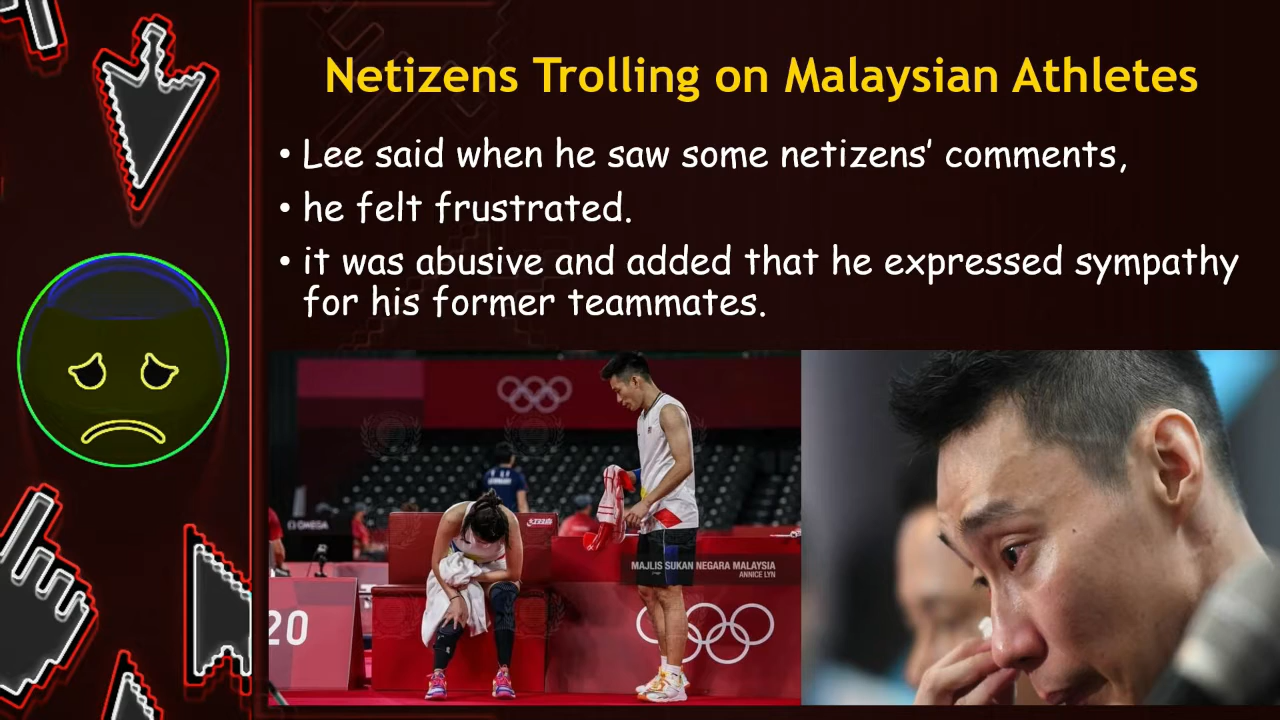 Netizens Trolling on Malaysian Athletes
• Lee said when he saw some netizens’ comments,
• he felt frustrated.
• it was abusive and added that he expressed sympathy
for his former teammates.
GERMANY
OMEGA
MAJLIS SUKAN NEGARA MALAYSIA
ANNICE LYN
20